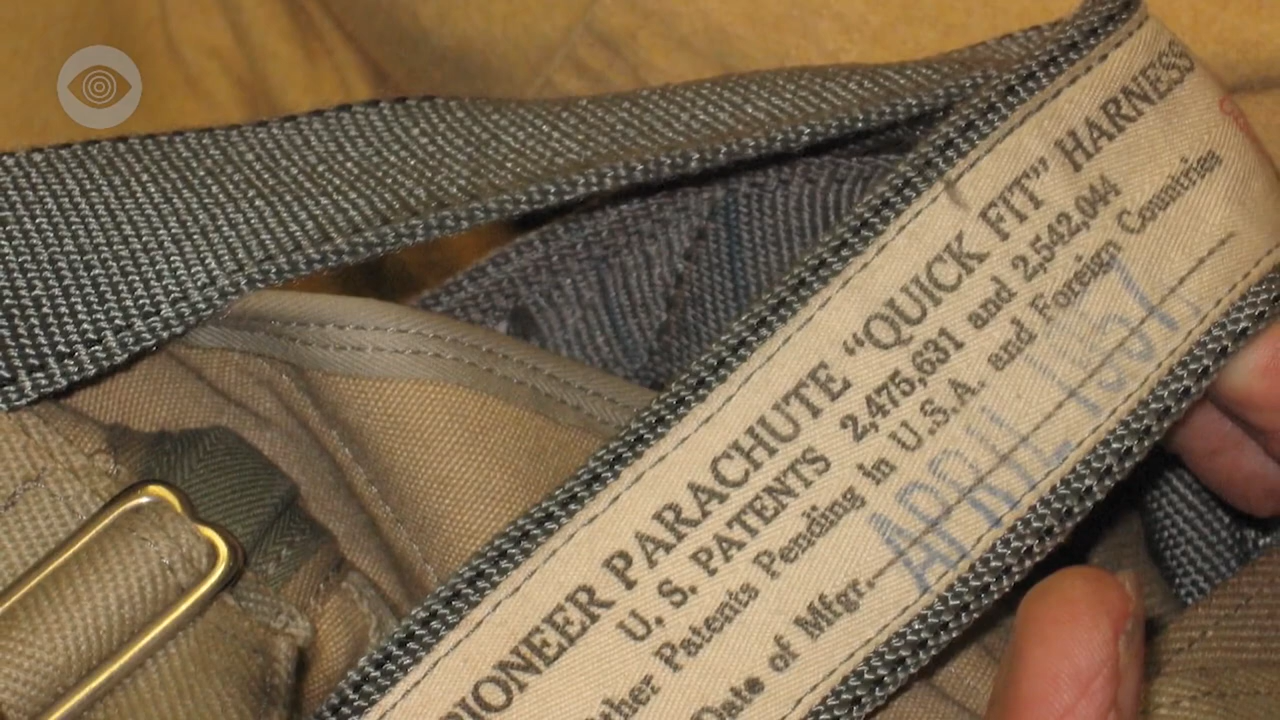 PIONEER PARACHUTE “QUICK FIT” HARNESS
U. S. PATENTS 2,475,631 and 2,542,044
Other Patents Pending in U.S.A. and Foreign Countries
Date of Mfgr. APRIL 1957